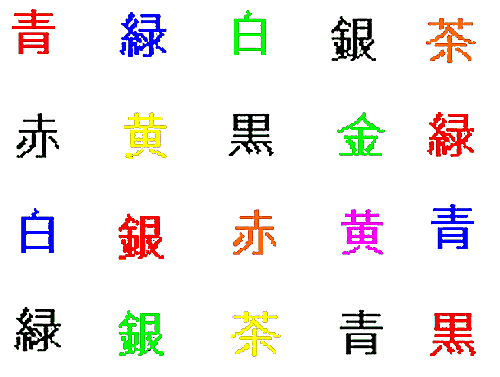 青 緑 白 銀 茶
赤 黄 黒 金 緑
白 銀 赤 黄 青
緑 銀 茶 青 黒